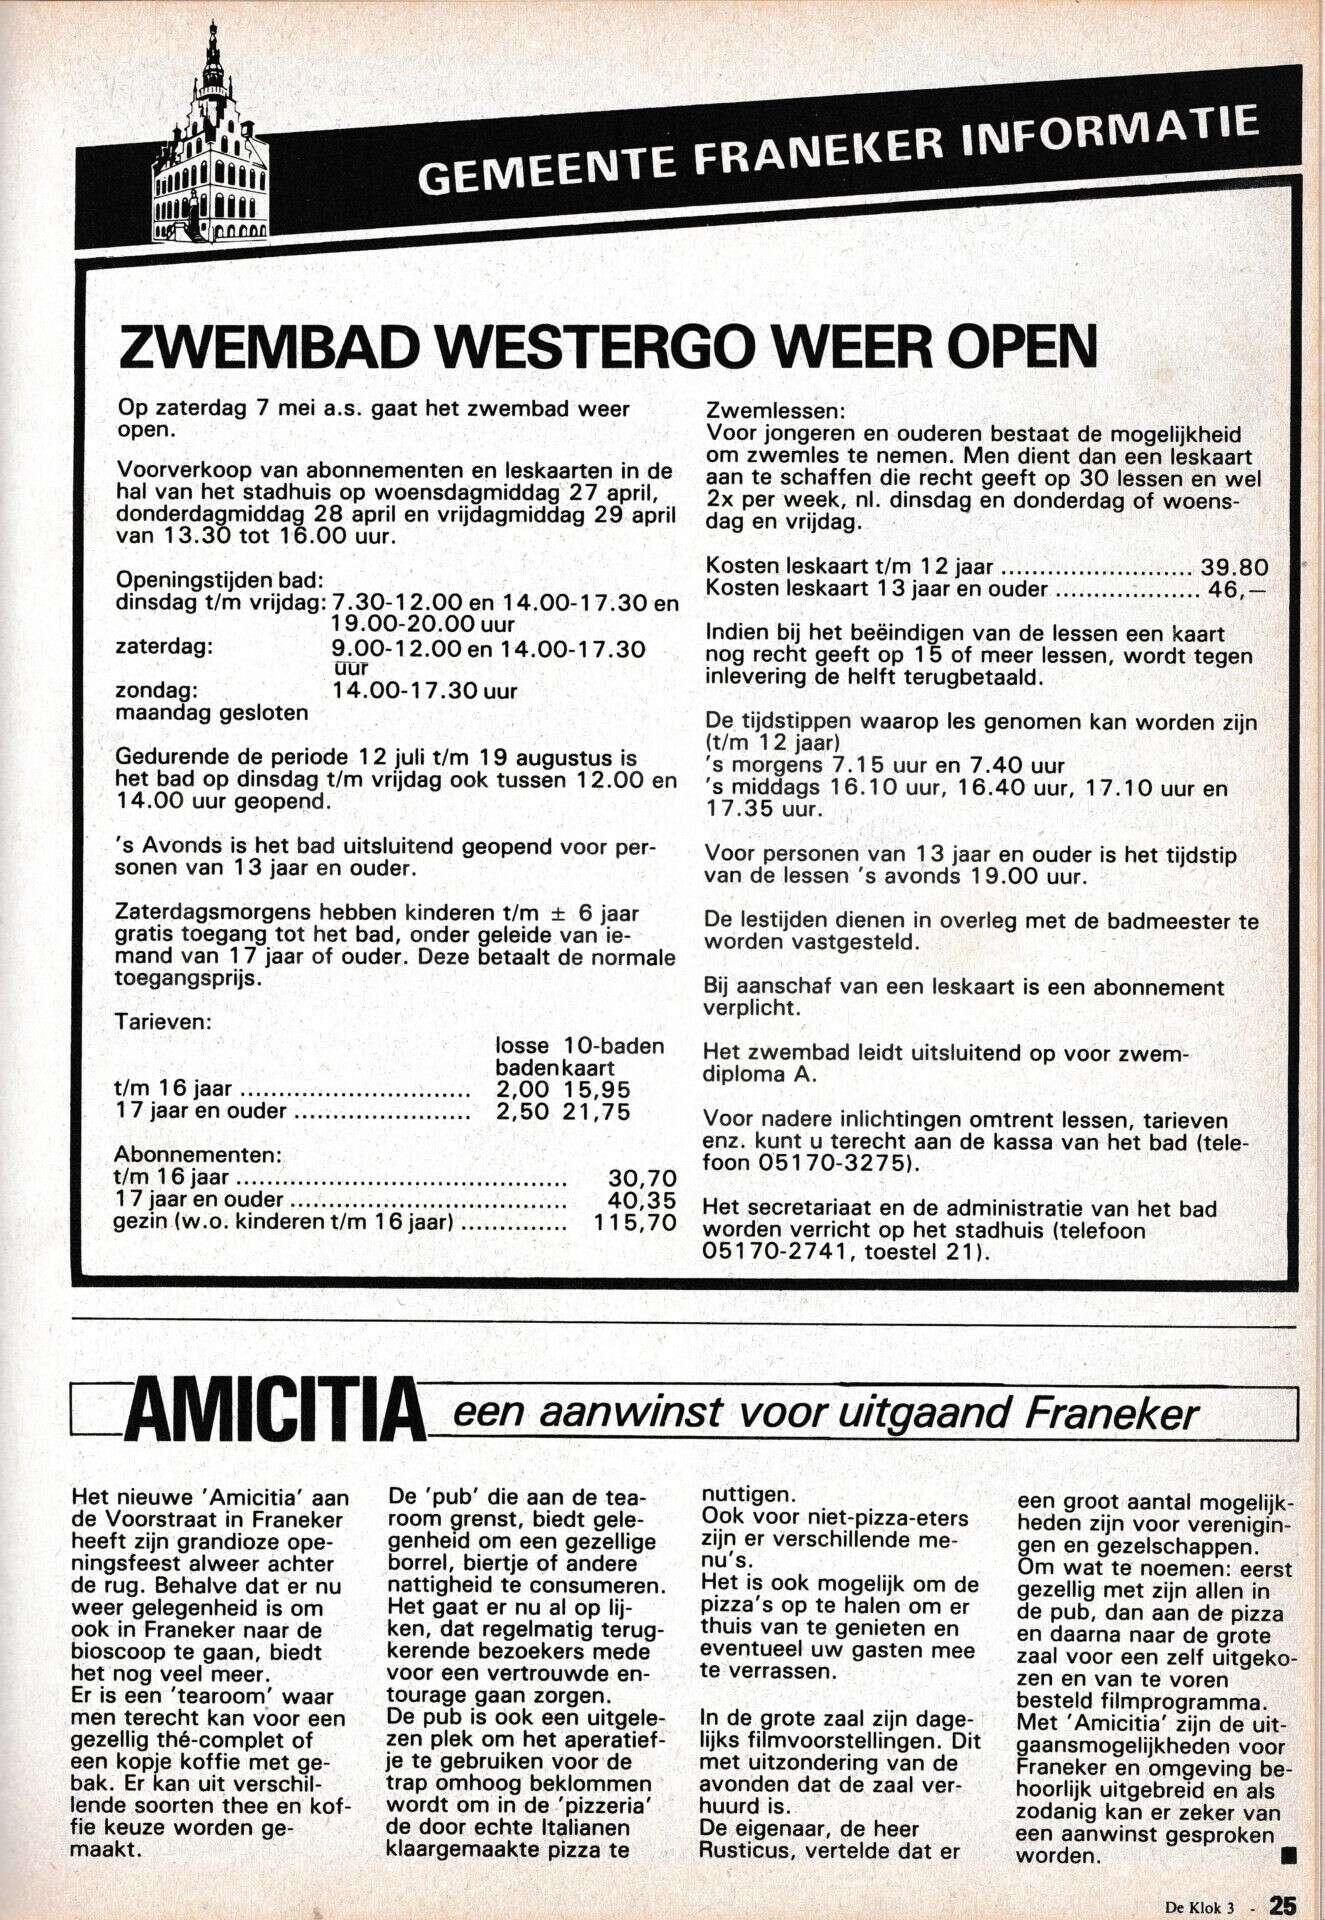 GEMEENTE FRANEKER INFORMATIE
ZWEMBAD WESTERGO WEER OPEN
Op zaterdag 7 mei a.s. gaat het zwembad weer
open.
Voorverkoop van abonnementen en leskaarten in de
hal van het stadhuis op woensdagmiddag 27 april,
donderdagmiddag 28 april en vrijdagmiddag 29 april
van 13.30 tot 16.00 uur.
Openingstijden bad:
dinsdag t/m vrijdag: 7.30-12.00 en 14.00-17.30 en
19.00-20.00 uur
zaterdag: 9.00-12.00 en 14.00-17.30
uur
zondag: 14.00-17.30 uur
maandag gesloten
Gedurende de periode 12 juli t/m 19 augustus is
het bad op dinsdag t/m vrijdag ook tussen 12.00 en
14.00 uur geopend.
's Avonds is het bad uitsluitend geopend voor per-
sonen van 13 jaar en ouder.
Zaterdagsmorgens hebben kinderen t/m ± 6 jaar
gratis toegang tot het bad, onder geleide van ie-
mand van 17 jaar of ouder. Deze betaalt de normale
toegangsprijs.
Tarieven:
losse 10-baden
baden kaart
t/m 16 jaar .............................. 2,00 15,95
17 jaar en ouder ....................... 2,50 21,75
Abonnementen:
t/m 16 jaar ........................................... 30,70
17 jaar en ouder .................................... 40,35
gezin (w.o. kinderen t/m 16 jaar) .............. 115,70
Zwemlessen:
Voor jongeren en ouderen bestaat de mogelijkheid
om zwemles te nemen. Men dient dan een leskaart
aan te schaffen die recht geeft op 30 lessen en wel
2x per week, nl. dinsdag en donderdag of woens-
dag en vrijdag.
Kosten leskaart t/m 12 jaar ......................... 39.80
Kosten leskaart 13 jaar en ouder ................... 46,—
Indien bij het beëindigen van de lessen een kaart
nog recht geeft op 15 of meer lessen, wordt tegen
inlevering de helft terugbetaald.
De tijdstippen waarop les genomen kan worden zijn
(t/m 12 jaar)
's morgens 7.15 uur en 7.40 uur
's middags 16.10 uur, 16.40 uur, 17.10 uur en
17.35 uur.
Voor personen van 13 jaar en ouder is het tijdstip
van de lessen 's avonds 19.00 uur.
De lestijden dienen in overleg met de badmeester te
worden vastgesteld.
Bij aanschaf van een leskaart is een abonnement
verplicht.
Het zwembad leidt uitsluitend op voor zwem-
diploma A.
Voor nadere inlichtingen omtrent lessen, tarieven
enz. kunt u terecht aan de kassa van het bad (tele-
foon 05170-3275).
Het secretariaat en de administratie van het bad
worden verricht op het stadhuis (telefoon
05170-2741, toestel 21).
AMICITIA een aanwinst voor uitgaand Franeker
Het nieuwe 'Amicitia' aan
de Voorstraat in Franeker
heeft zijn grandioze ope-
ningsfeest alweer achter
de rug. Behalve dat er nu
weer gelegenheid is om
ook in Franeker naar de
bioscoop te gaan, biedt
het nog veel meer.
Er is een 'tearoom' waar
men terecht kan voor een
gezellig thé-complet of
een kopje koffie met ge-
bak. Er kan uit verschil-
lende soorten thee en kof-
fie keuze worden ge-
maakt.
De 'pub' die aan de tea-
room grenst, biedt gele-
genheid om een gezellige
borrel, biertje of andere
nattigheid te consumeren.
Het gaat er nu al op lij-
ken, dat regelmatig terug-
kerende bezoekers mede
voor een vertrouwde en-
tourage gaan zorgen.
De pub is ook een uitgele-
zen plek om het aperatief-
je te gebruiken voor de
trap omhoog beklommen
wordt om in de 'pizzeria'
de door echte Italianen
klaargemaakte pizza te
nuttigen.
Ook voor niet-pizza-eters
zijn er verschillende me-
nu's.
Het is ook mogelijk om de
pizza's op te halen om er
thuis van te genieten en
eventueel uw gasten mee
te verrassen.
In de grote zaal zijn dage-
lijks filmvoorstellingen. Dit
met uitzondering van de
avonden dat de zaal ver-
huurd is.
De eigenaar, de heer
Rusticus, vertelde dat er
een groot aantal mogelijk-
heden zijn voor verenigin-
gen en gezelschappen.
Om wat te noemen: eerst
gezellig met zijn allen in
de pub, dan aan de pizza
en daarna naar de grote
zaal voor een zelf uitgeko-
zen en van te voren
besteld filmprogramma.
Met 'Amicitia' zijn de uit-
gaansmogelijkheden voor
Franeker en omgeving be-
hoorlijk uitgebreid en als
zodanig kan er zeker van
een aanwinst gesproken
worden. ■
De Klok 3 - 25